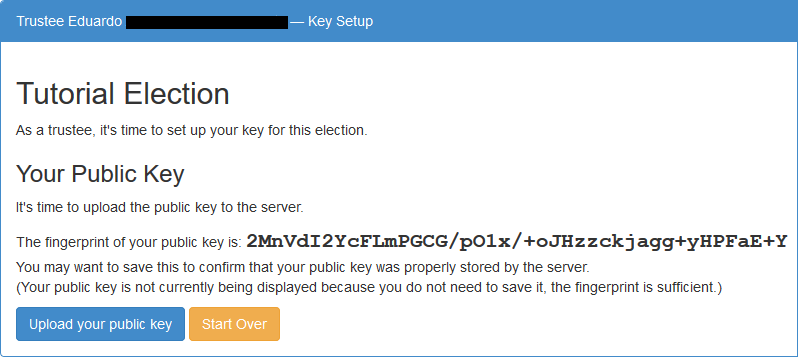 Trustee Eduardo — Key Setup
Tutorial Election
As a trustee, it's time to set up your key for this election.
Your Public Key
It's time to upload the public key to the server.
The fingerprint of your public key is: 2MnVdI2YcFLmPGCG/pO1x/+oJHzzckjagg+yHPFaE+Y
You may want to save this to confirm that your public key was properly stored by the server.
(Your public key is not currently being displayed because you do not need to save it, the fingerprint is sufficient.)
Upload your public key Start Over